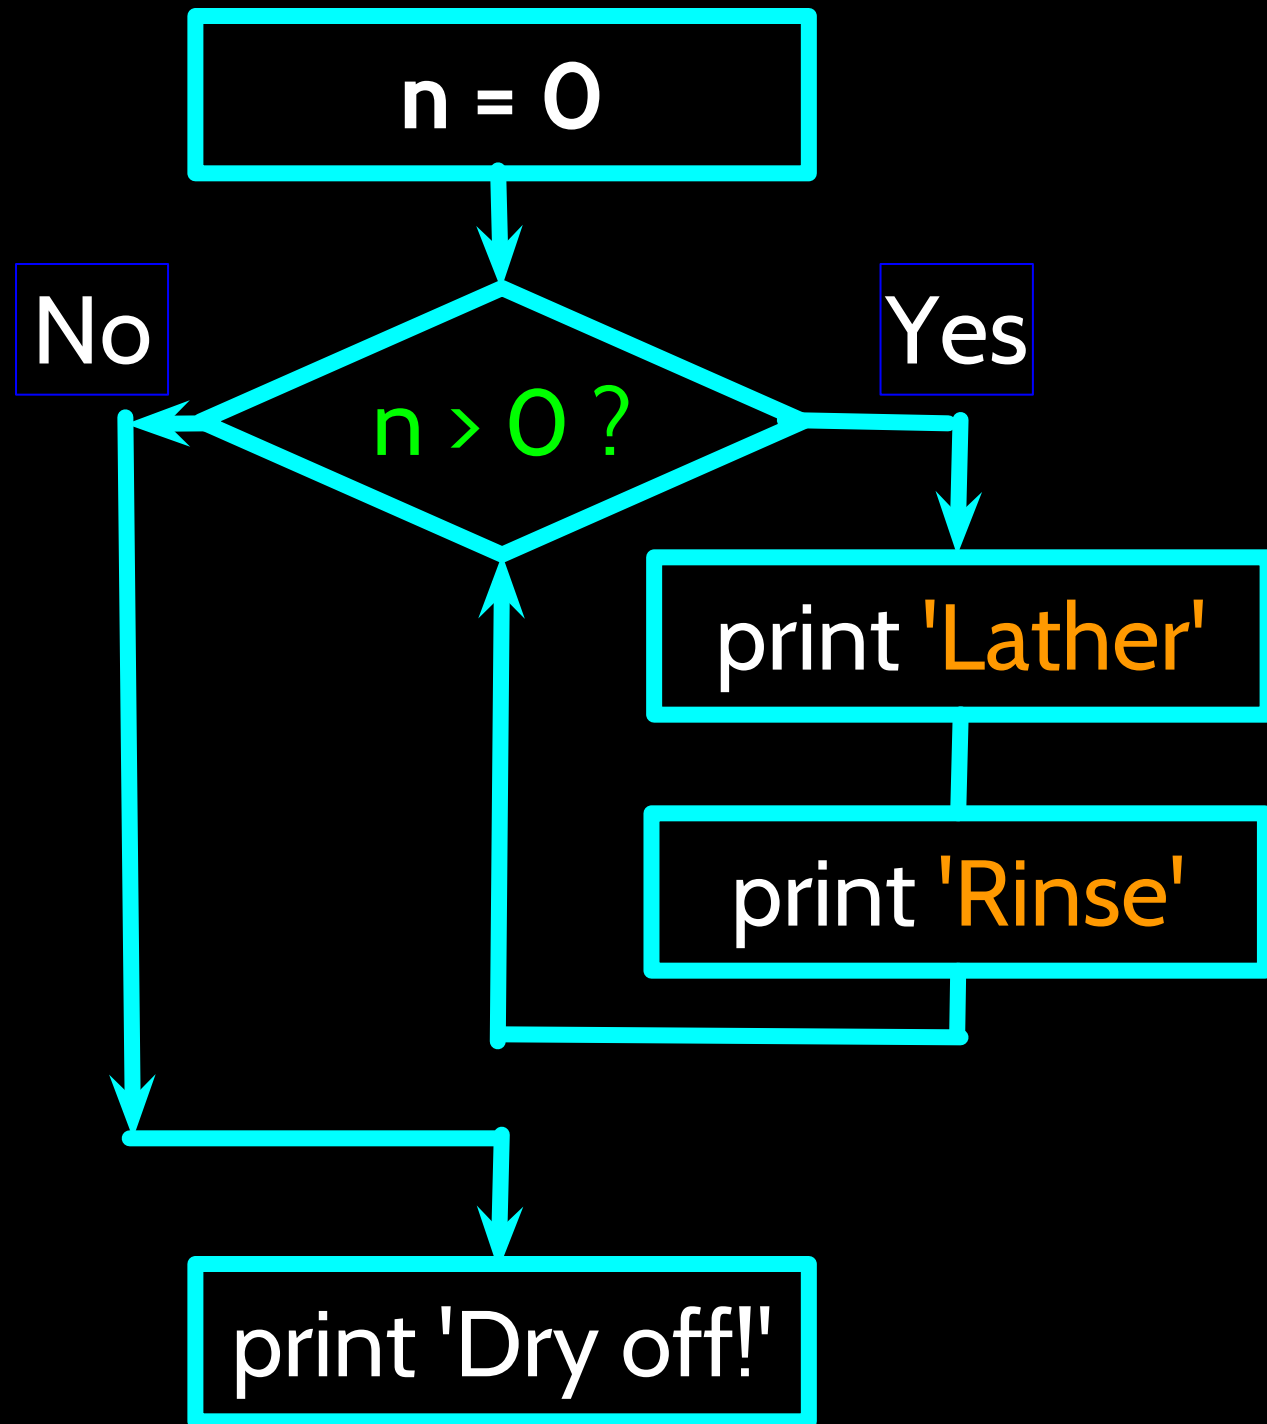 n = 0
No
Yes
n > 0 ?
print 'Lather'
print 'Rinse'
print 'Dry off!'